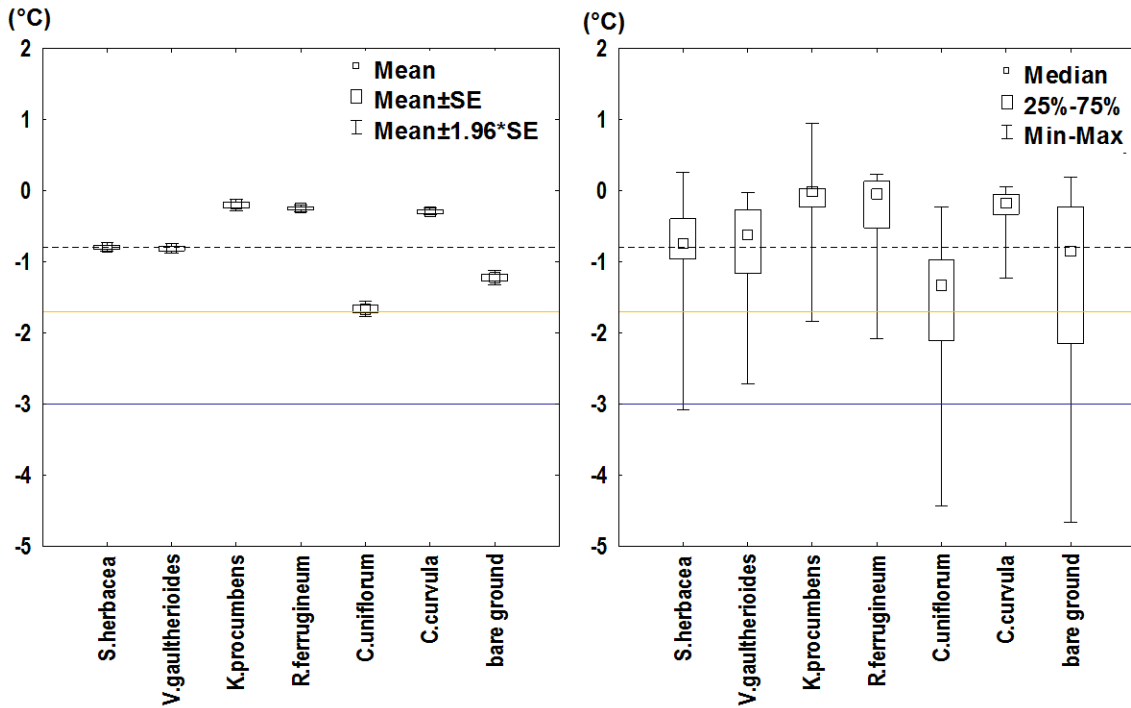 (°C)
2
1
0
-1
-2
-3
-4
-5
Mean
Mean±SE
Mean±1.96*SE
S.herbacea
V.gaultherioides
K.procumbens
R.ferrugineum
C.uniflorum
C.curvula
bare ground
(°C)
2
1
0
-1
-2
-3
-4
-5
Median
25%-75%
Min-Max
S.herbacea
V.gaultherioides
K.procumbens
R.ferrugineum
C.uniflorum
C.curvula
bare ground